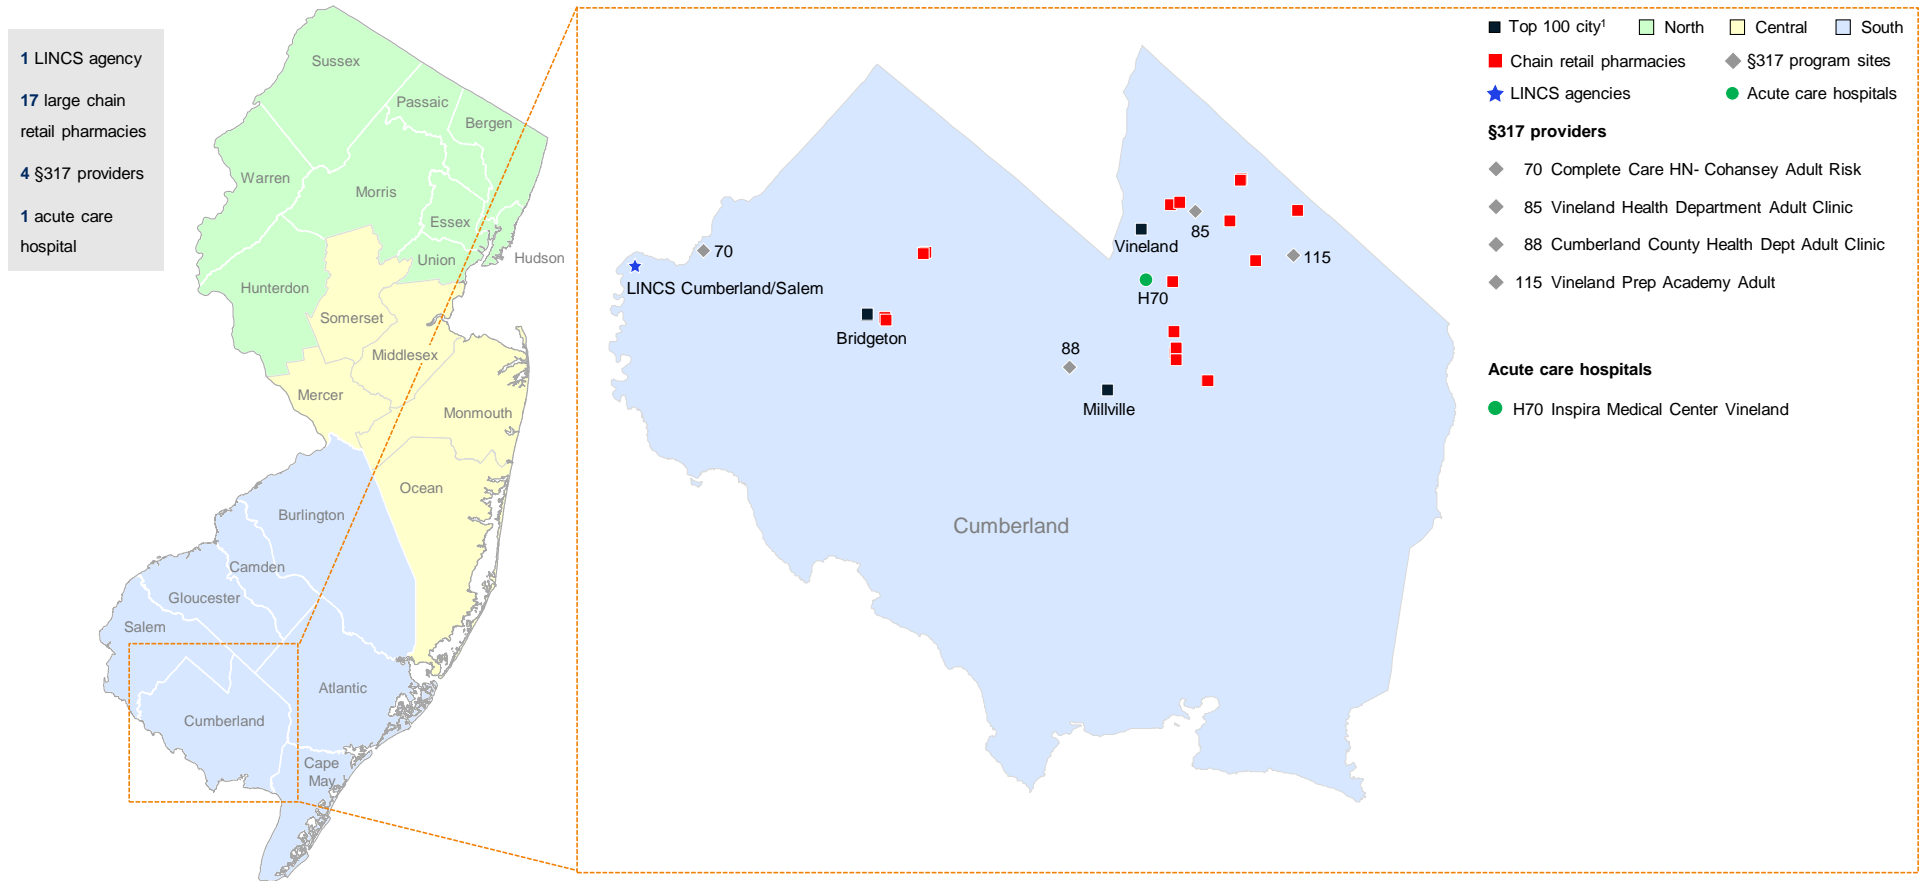 1 LINCS agency
17 large chain
retail pharmacies
4 §317 providers
1 acute care
hospital
Sussex
Passaic
Bergen
Warren
Morris
Essex
Union
Hudson
Hunterdon
Somerset
Middlesex
Mercer
Monmouth
Ocean
Burlington
Camden
Gloucester
Salem
Atlantic
Cumberland
Cape
May
70
LINCS Cumberland/Salem
Bridgeton
88
Millville
Vineland
85
115
H70
Cumberland
Top 100 city¹
North
Central
South
Chain retail pharmacies
§317 program sites
LINCS agencies
Acute care hospitals
§317 providers
70 Complete Care HN- Cohansey Adult Risk
85 Vineland Health Department Adult Clinic
88 Cumberland County Health Dept Adult Clinic
115 Vineland Prep Academy Adult
Acute care hospitals
H70 Inspira Medical Center Vineland